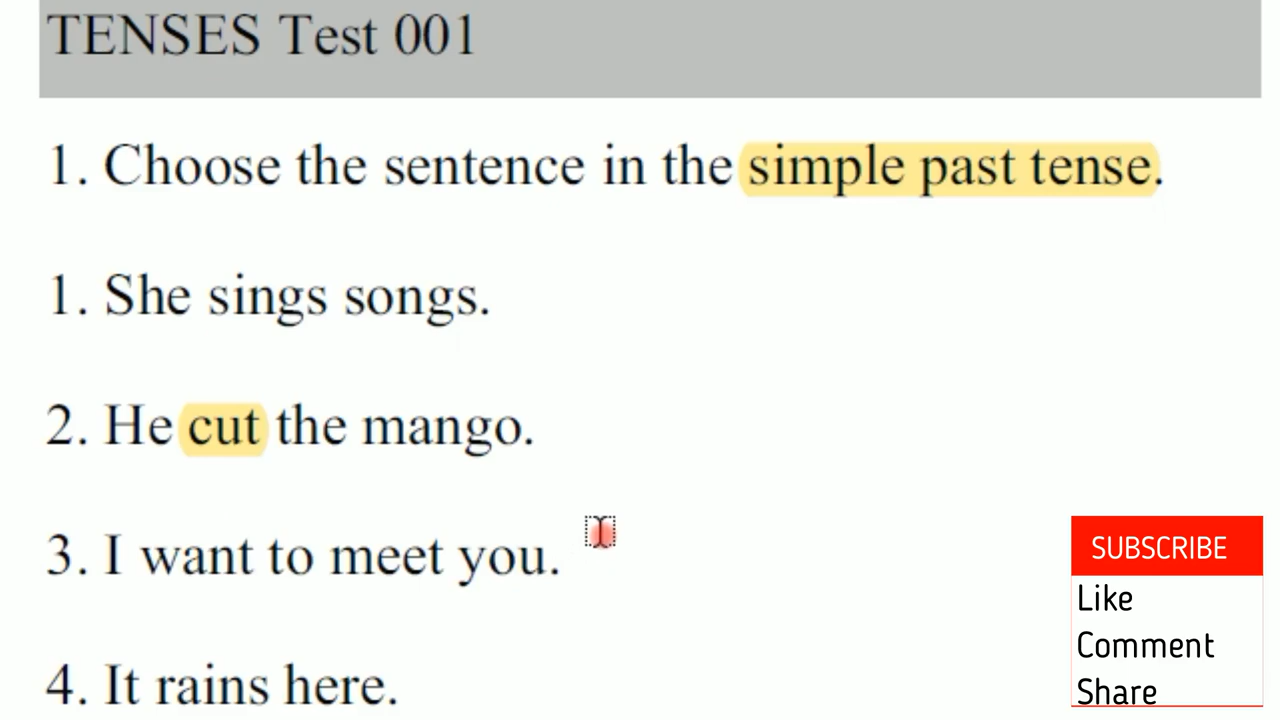 TENSES Test 001
1. Choose the sentence in the simple past tense.
1. She sings songs.
2. He cut the mango.
3. I want to meet you.
4. It rains here.
SUBSCRIBE
Like
Comment
Share